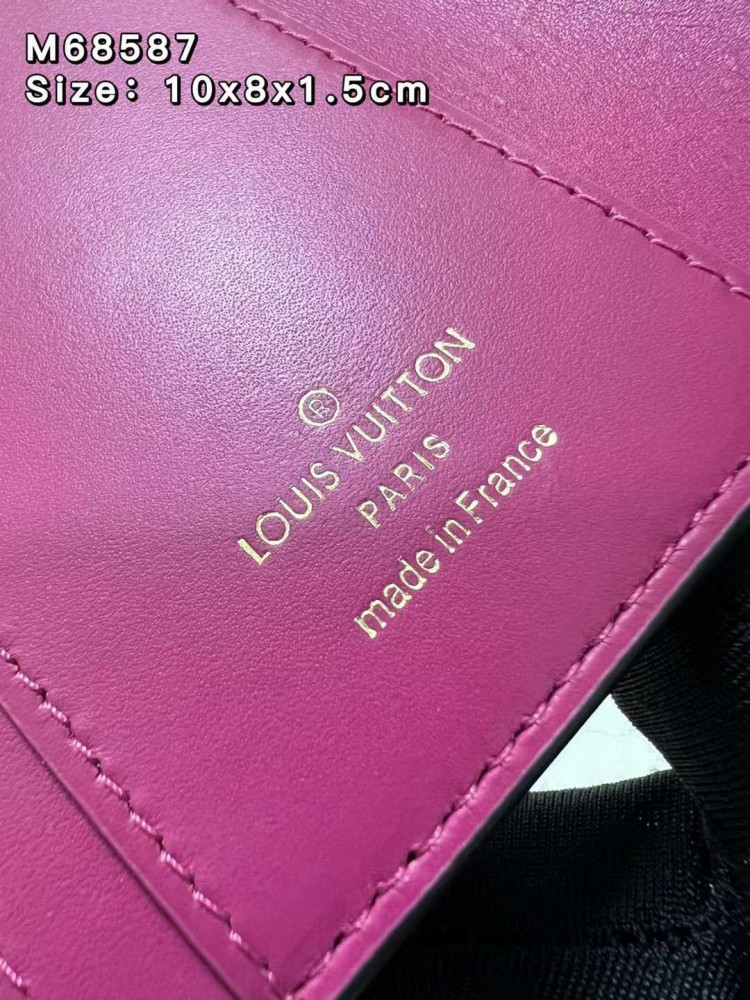 M68587
Size: 10x8x1.5cm
®
LOUIS VUITTON
PARIS
made in France